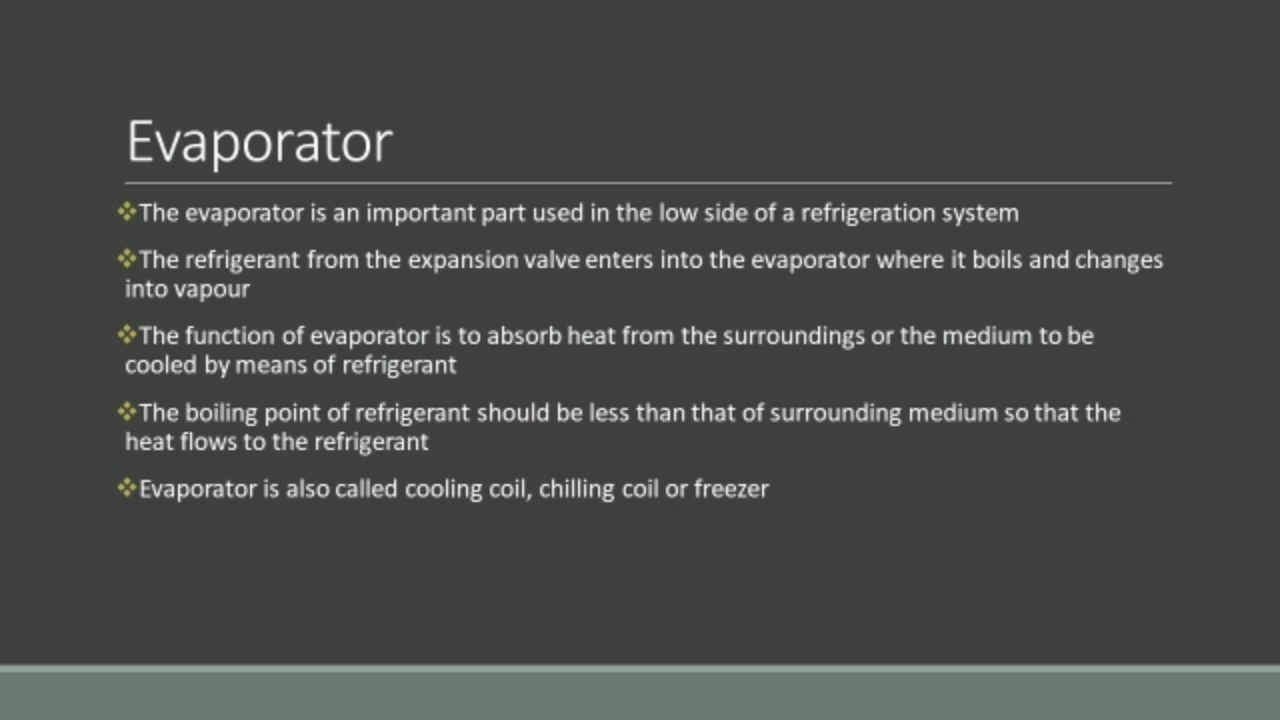 Evaporator
❖The evaporator is an important part used in the low side of a refrigeration system
❖The refrigerant from the expansion valve enters into the evaporator where it boils and changes
into vapour
❖The function of evaporator is to absorb heat from the surroundings or the medium to be
cooled by means of refrigerant
❖The boiling point of refrigerant should be less than that of surrounding medium so that the
heat flows to the refrigerant
❖Evaporator is also called cooling coil, chilling coil or freezer